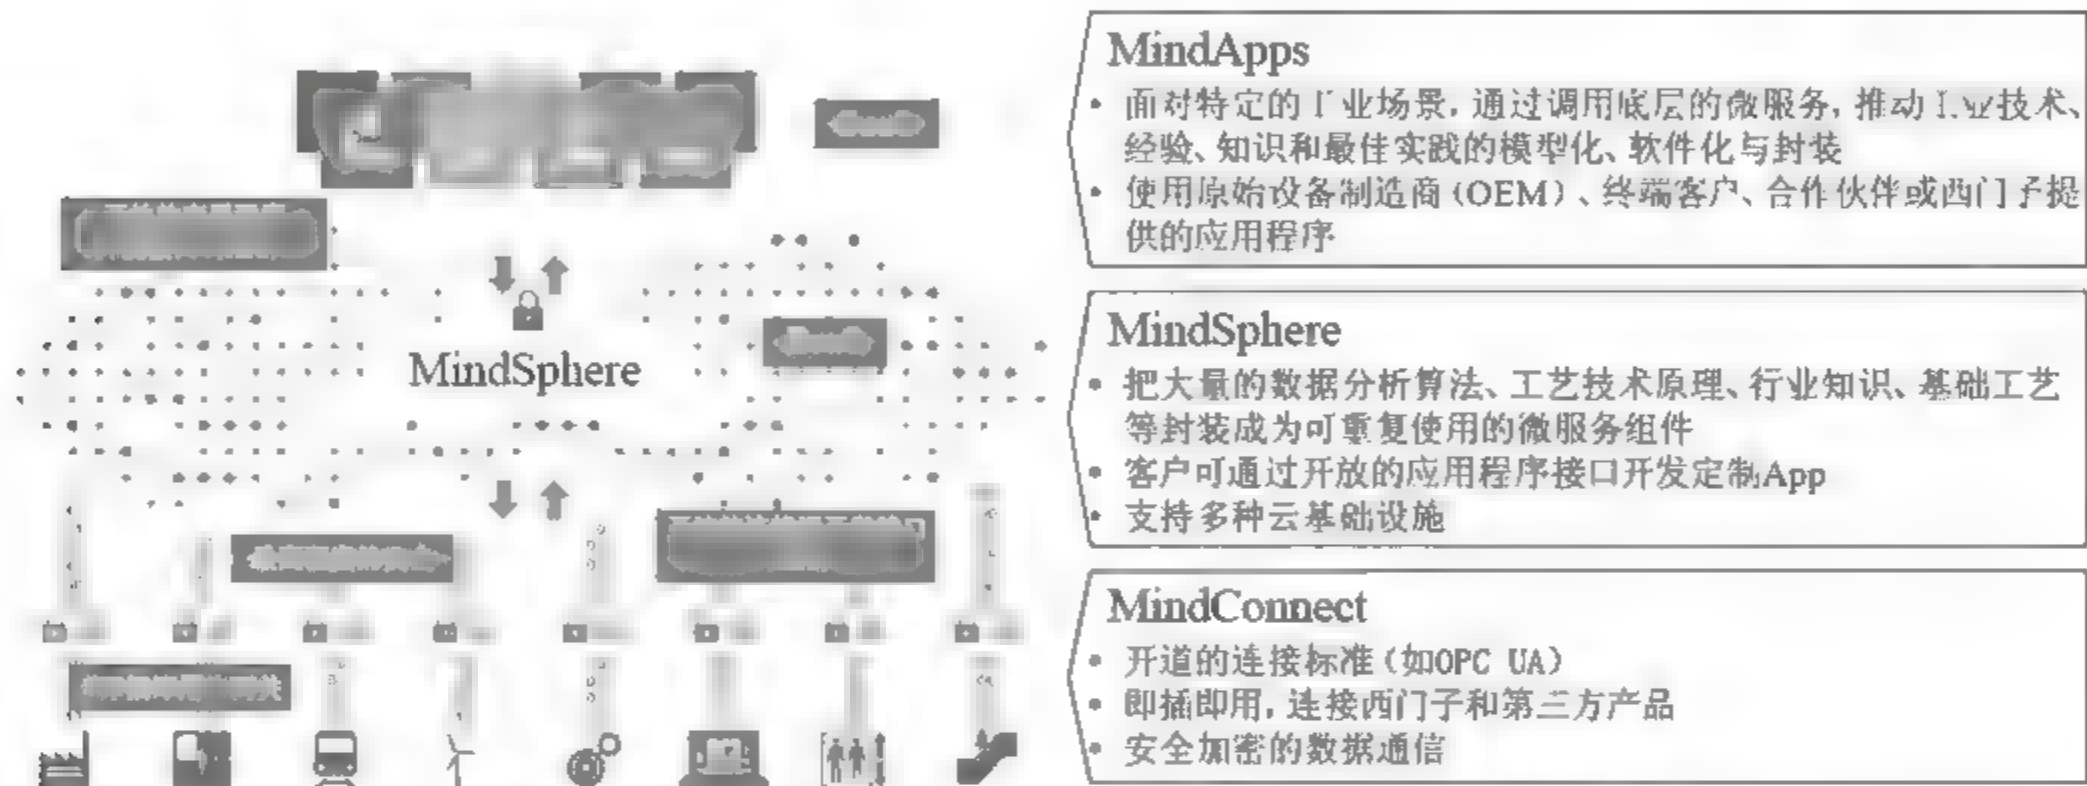 MindSphere
MindApps
• 面对特定的工业场景,通过调用底层的微服务,推动工业技术、
经验、知识和最佳实践的模型化、软件化与封装
• 使用原始设备制造商(OEM)、终端客户、合作伙伴或西门子提
供的应用程序
MindSphere
• 把大量的数据分析算法、工艺技术原理、行业知识、基础工艺
等封装成为可重复使用的微服务组件
• 客户可通过开放的应用程序接口开发定制App
• 支持多种云基础设施
MindConnect
• 开道的连接标准(如OPC UA)
• 即插即用,连接西门子和第三方产品
• 安全加密的数据通信